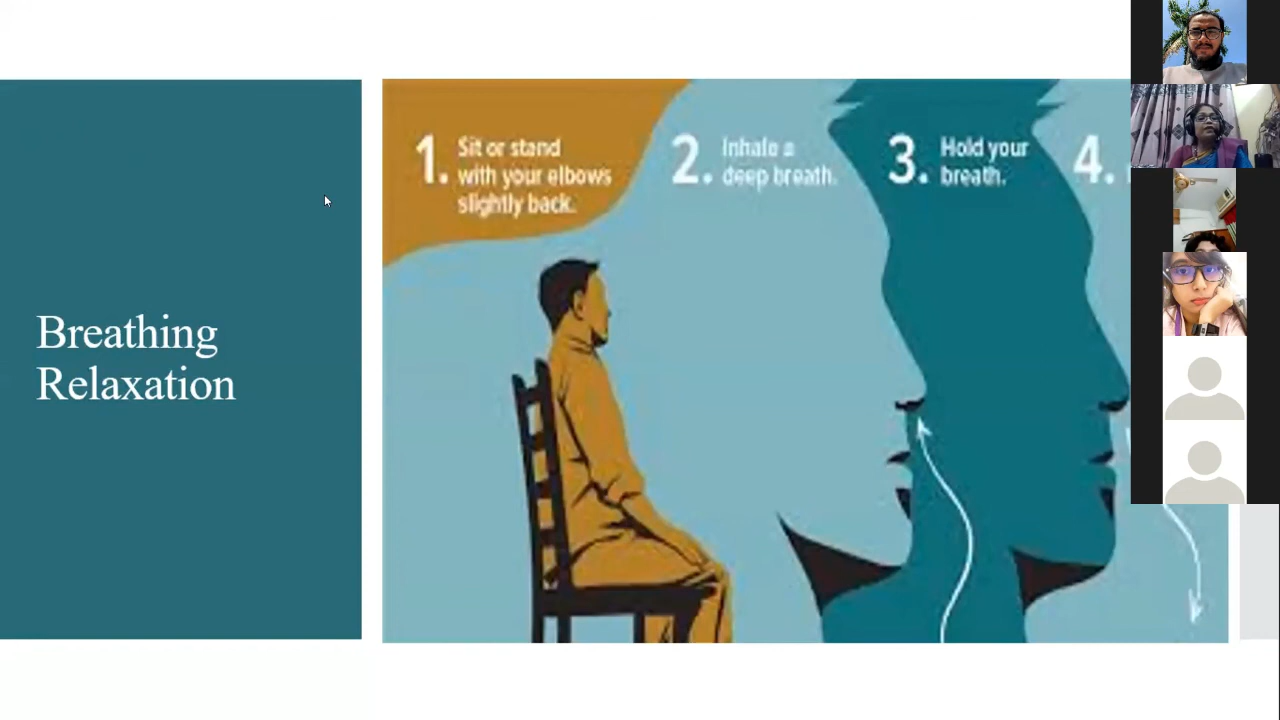 Breathing
Relaxation
1. Sit or stand
with your elbows
slightly back.
2. Inhale a
deep breath.
3. Hold your
breath.
4.